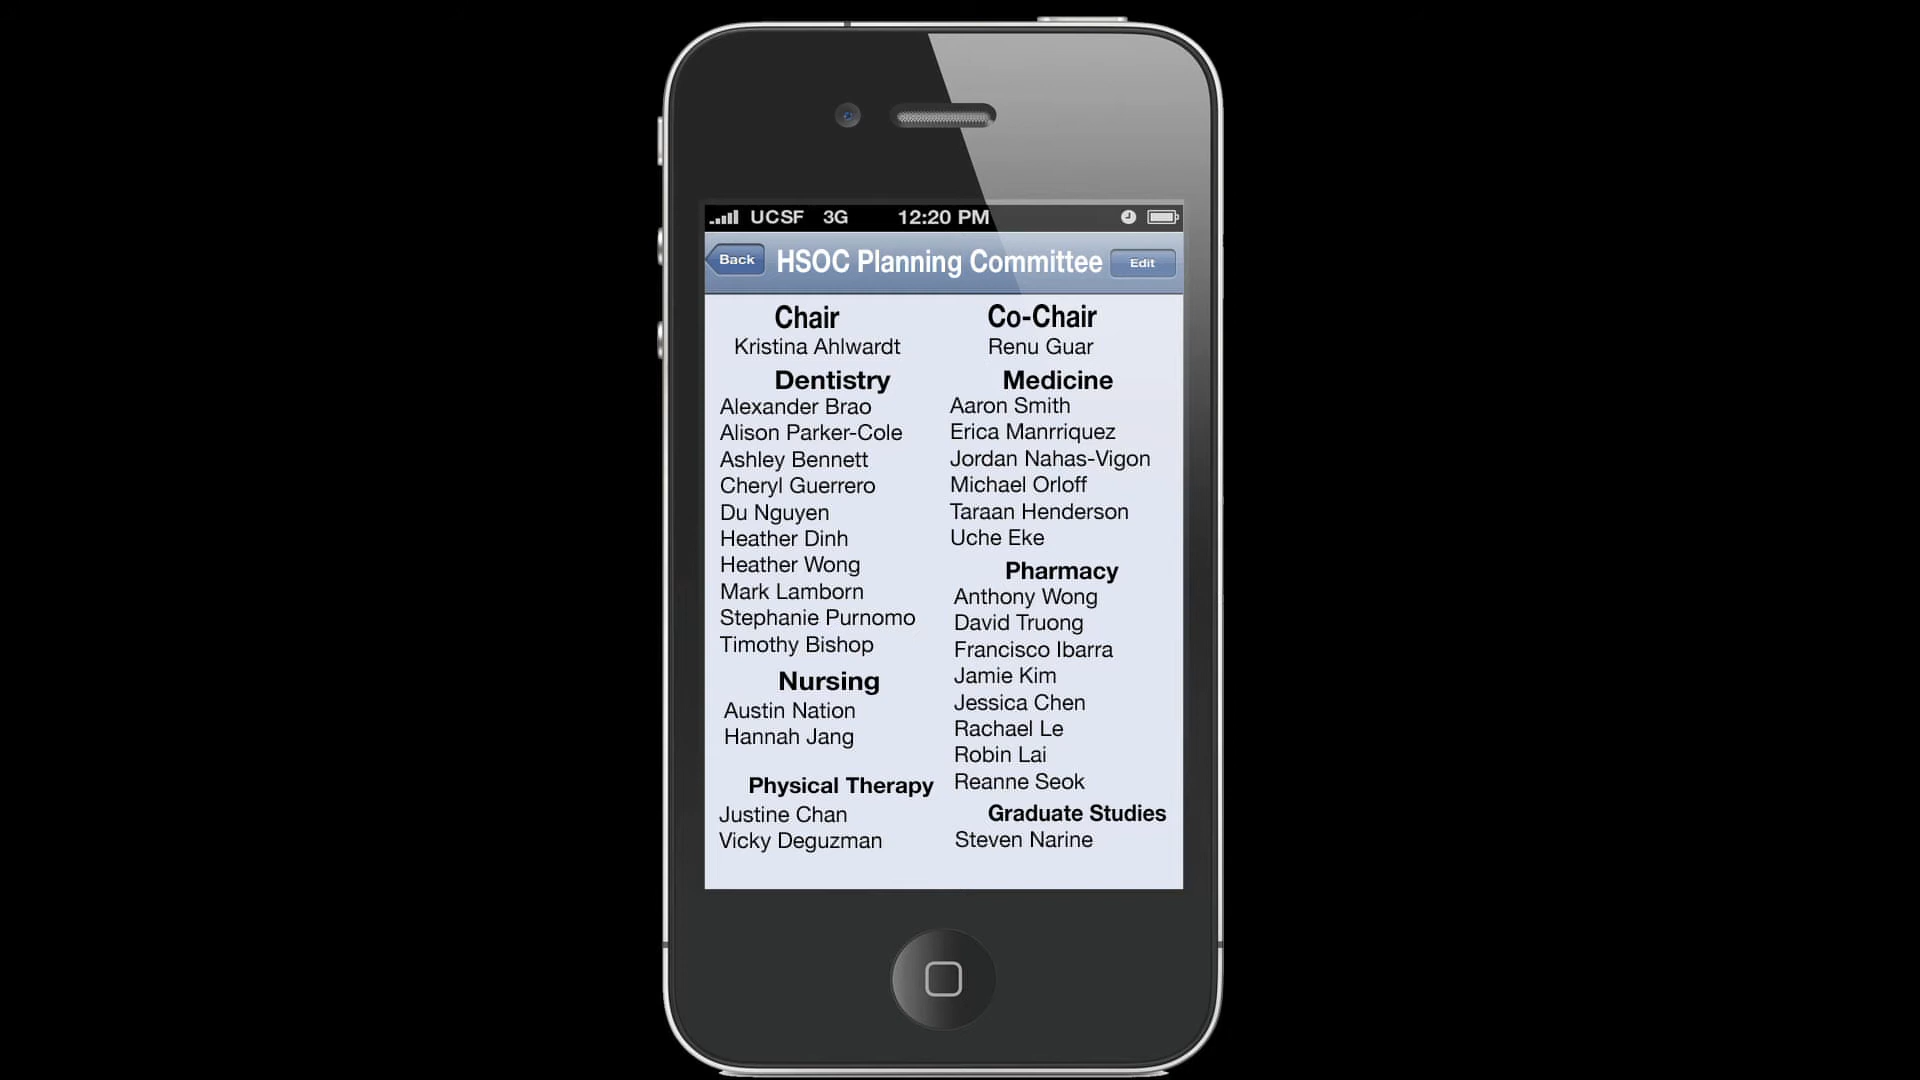 UCSF 3G 12:20 PM
Back HSOC Planning Committee Edit
Chair
Kristina Ahlwardt
Co-Chair
Renu Guar
Dentistry
Alexander Brao
Alison Parker-Cole
Ashley Bennett
Cheryl Guerrero
Du Nguyen
Heather Dinh
Heather Wong
Mark Lamborn
Stephanie Purnomo
Timothy Bishop
Nursing
Austin Nation
Hannah Jang
Physical Therapy
Justine Chan
Vicky Deguzman
Medicine
Aaron Smith
Erica Manrriquez
Jordan Nahas-Vigon
Michael Orloff
Taraan Henderson
Uche Eke
Pharmacy
Anthony Wong
David Truong
Francisco Ibarra
Jamie Kim
Jessica Chen
Rachael Le
Robin Lai
Reanne Seok
Graduate Studies
Steven Narine